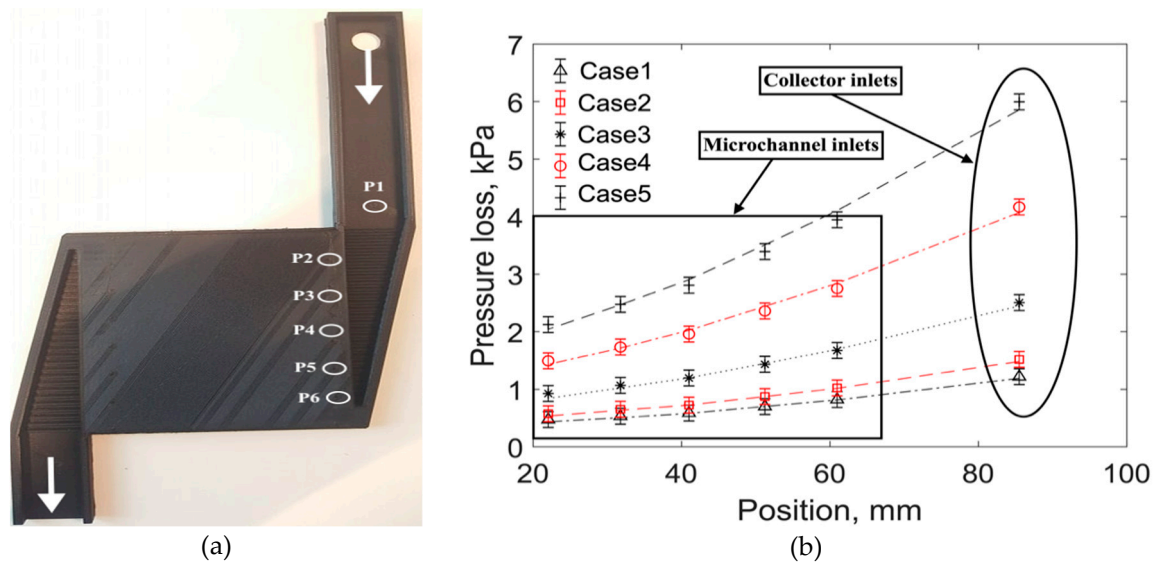 P1
P2
P3
P4
P5
P6
(a)
7
6
5
4
3
2
1
0
Pressure loss, kPa
Case1
Case2
Case3
Case4
Case5
Collector inlets
Microchannel inlets
20
40
60
80
100
Position, mm
(b)